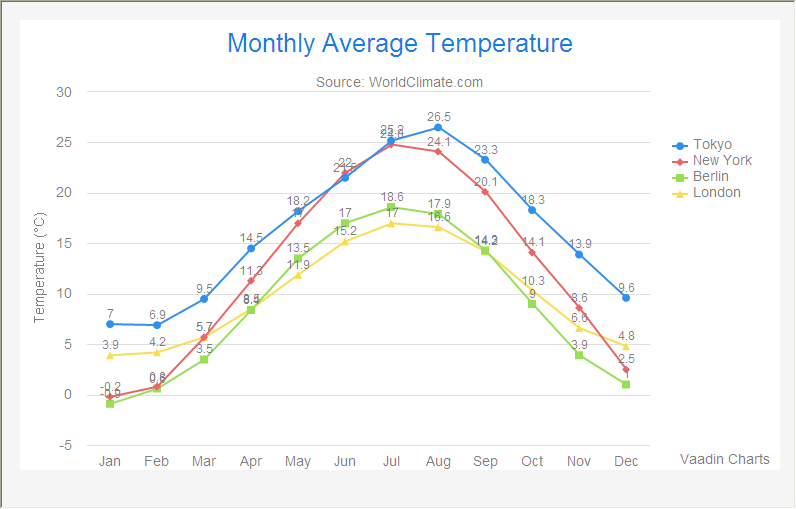 Monthly Average Temperature
Source: WorldClimate.com
Temperature (°C)
30
25
20
15
10
5
0
-5
Jan Feb Mar Apr May Jun Jul Aug Sep Oct Nov Dec
Tokyo
New York
Berlin
London
7 6.9 9.5 14.5 18.2 21.5 25.2 26.5 23.3 18.3 13.9 9.6
-0.2 0.8 5.7 11.3 22 24.1 20.1 14.1 8.6 2.5
3.5 13.5 17 18.6 17.9 14.3 9 3.9 1
3.9 4.2 11.9 15.2 17 16.6 10.3 6.6 4.8
Vaadin Charts